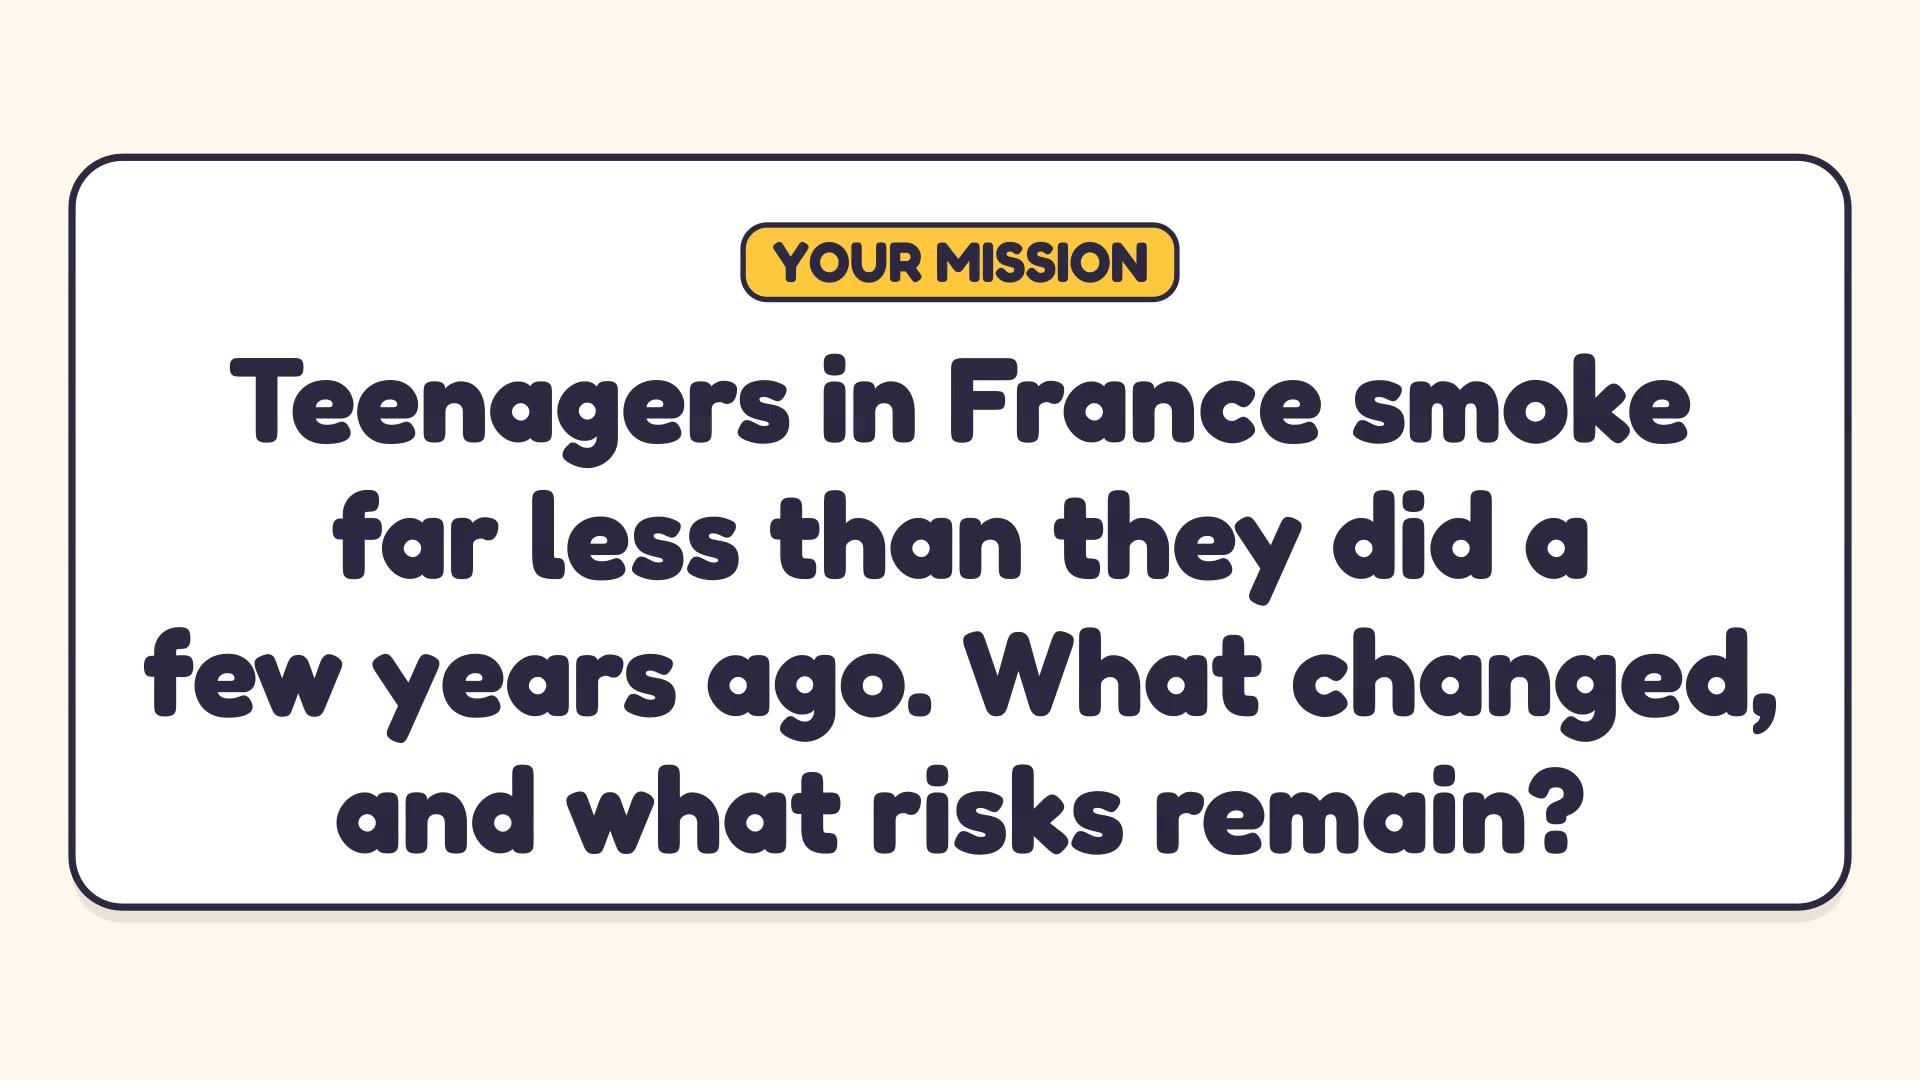 YOUR MISSION
Teenagers in France smoke
far less than they did a
few years ago. What changed,
and what risks remain?